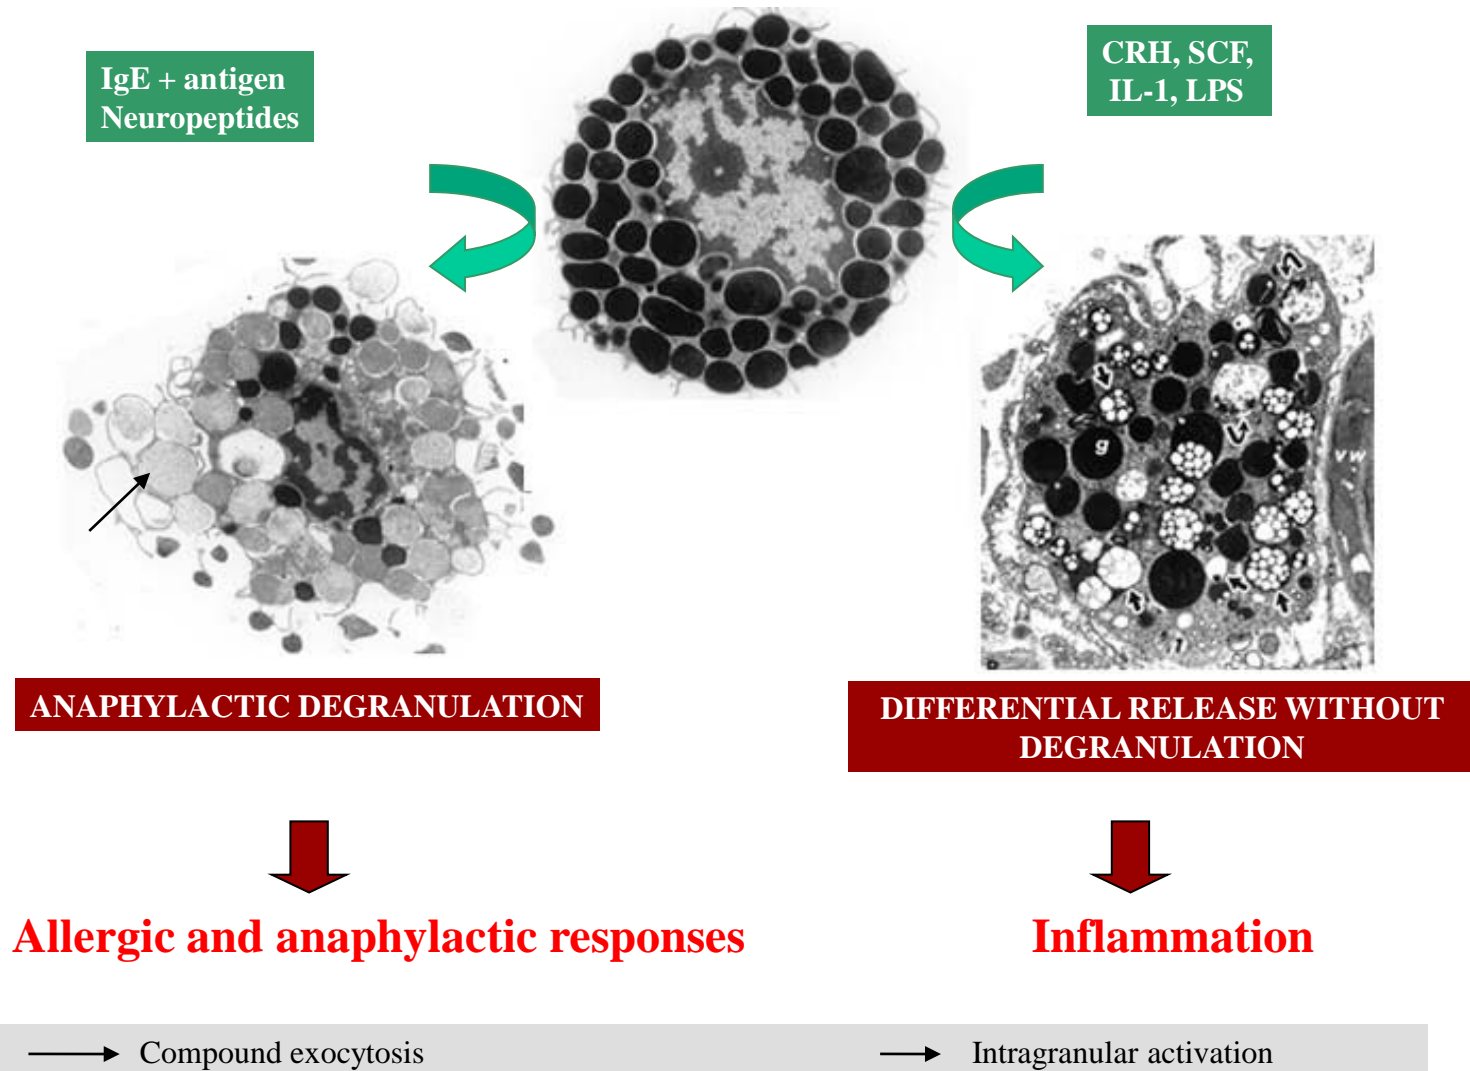 IgE + antigen
Neuropeptides
CRH, SCF,
IL-1, LPS
g
vw
ANAPHYLACTIC DEGRANULATION
DIFFERENTIAL RELEASE WITHOUT
DEGRANULATION
Allergic and anaphylactic responses
Inflammation
Compound exocytosis
Intragranular activation